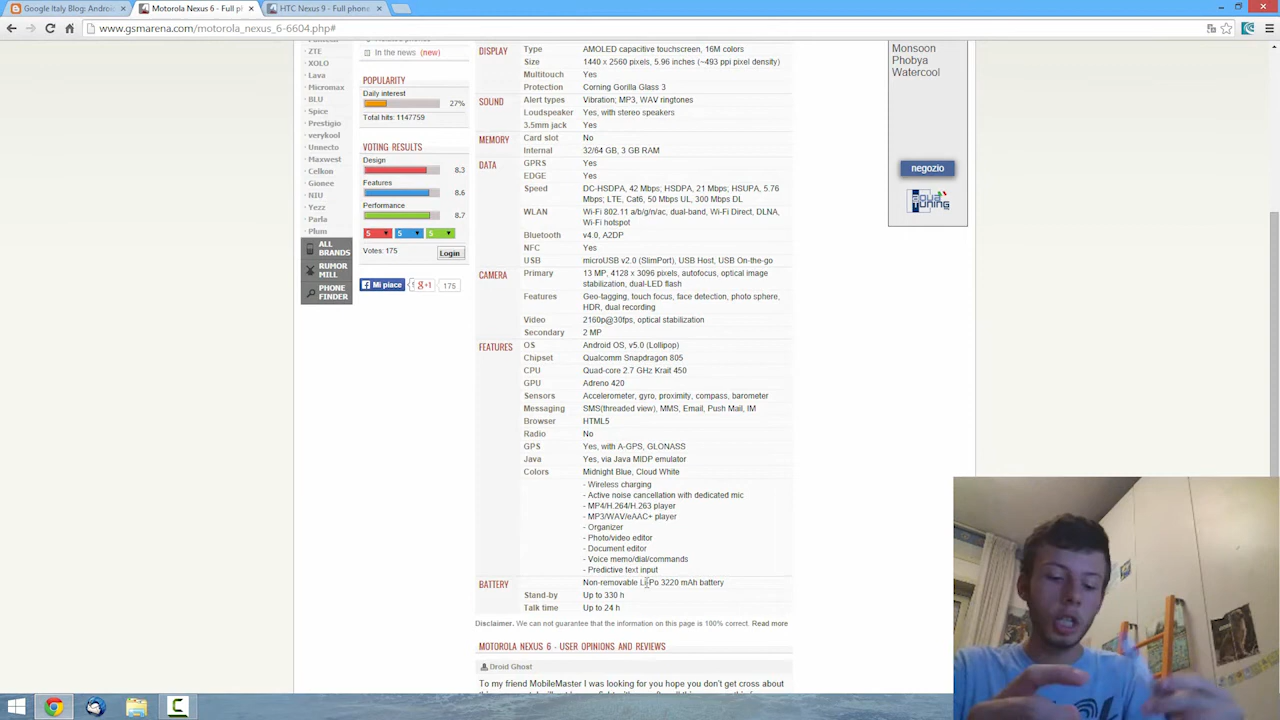 Google Italy Blog: Androi
Motorola Nexus 6 - Full p
HTC Nexus 9 - Full phone
www.gsmarena.com/motorola_nexus_6-6604.php#
ZTE
XOLO
Lava
Micromax
BLU
Spice
Prestigio
verykool
Unnecto
Maxwest
Celkon
Gionee
NIU
Yezz
Parla
Plum
ALL
BRANDS
RUMOR
MILL
PHONE
FINDER
In the news (new)
POPULARITY
Daily interest
27%
Total hits: 1147759
VOTING RESULTS
Design
8.3
Features
8.6
Performance
8.7
5 5 5
Votes: 175 Login
Mi piace +1 175
DISPLAY Type AMOLED capacitive touchscreen, 16M colors
Size 1440 x 2560 pixels, 5.96 inches (~493 ppi pixel density)
Multitouch Yes
Protection Corning Gorilla Glass 3
SOUND Alert types Vibration; MP3, WAV ringtones
Loudspeaker Yes, with stereo speakers
3.5mm jack Yes
MEMORY Card slot No
Internal 32/64 GB, 3 GB RAM
DATA GPRS Yes
EDGE Yes
Speed DC-HSDPA, 42 Mbps; HSDPA, 21 Mbps; HSUPA, 5.76
Mbps; LTE, Cat6, 50 Mbps UL, 300 Mbps DL
WLAN Wi-Fi 802.11 a/b/g/n/ac, dual-band, Wi-Fi Direct, DLNA,
Wi-Fi hotspot
Bluetooth v4.0, A2DP
NFC Yes
USB microUSB v2.0 (SlimPort), USB Host, USB On-the-go
CAMERA Primary 13 MP, 4128 x 3096 pixels, autofocus, optical image
stabilization, dual-LED flash
Features Geo-tagging, touch focus, face detection, photo sphere,
HDR, dual recording
Video 2160p@30fps, optical stabilization
Secondary 2 MP
FEATURES OS Android OS, v5.0 (Lollipop)
Chipset Qualcomm Snapdragon 805
CPU Quad-core 2.7 GHz Krait 450
GPU Adreno 420
Sensors Accelerometer, gyro, proximity, compass, barometer
Messaging SMS(threaded view), MMS, Email, Push Mail, IM
Browser HTML5
Radio No
GPS Yes, with A-GPS, GLONASS
Java Yes, via Java MIDP emulator
Colors Midnight Blue, Cloud White
- Wireless charging
- Active noise cancellation with dedicated mic
- MP4/H.264/H.263 player
- MP3/WAV/eAAC+ player
- Organizer
- Photo/video editor
- Document editor
- Voice memo/dial/commands
- Predictive text input
BATTERY Non-removable Li-Po 3220 mAh battery
Stand-by Up to 330 h
Talk time Up to 24 h
Disclaimer. We can not guarantee that the information on this page is 100% correct. Read more
MOTOROLA NEXUS 6 - USER OPINIONS AND REVIEWS
Droid Ghost
To my friend MobileMaster I was looking for you hope you don't get cross about
Monsoon
Phobya
Watercool
negozio